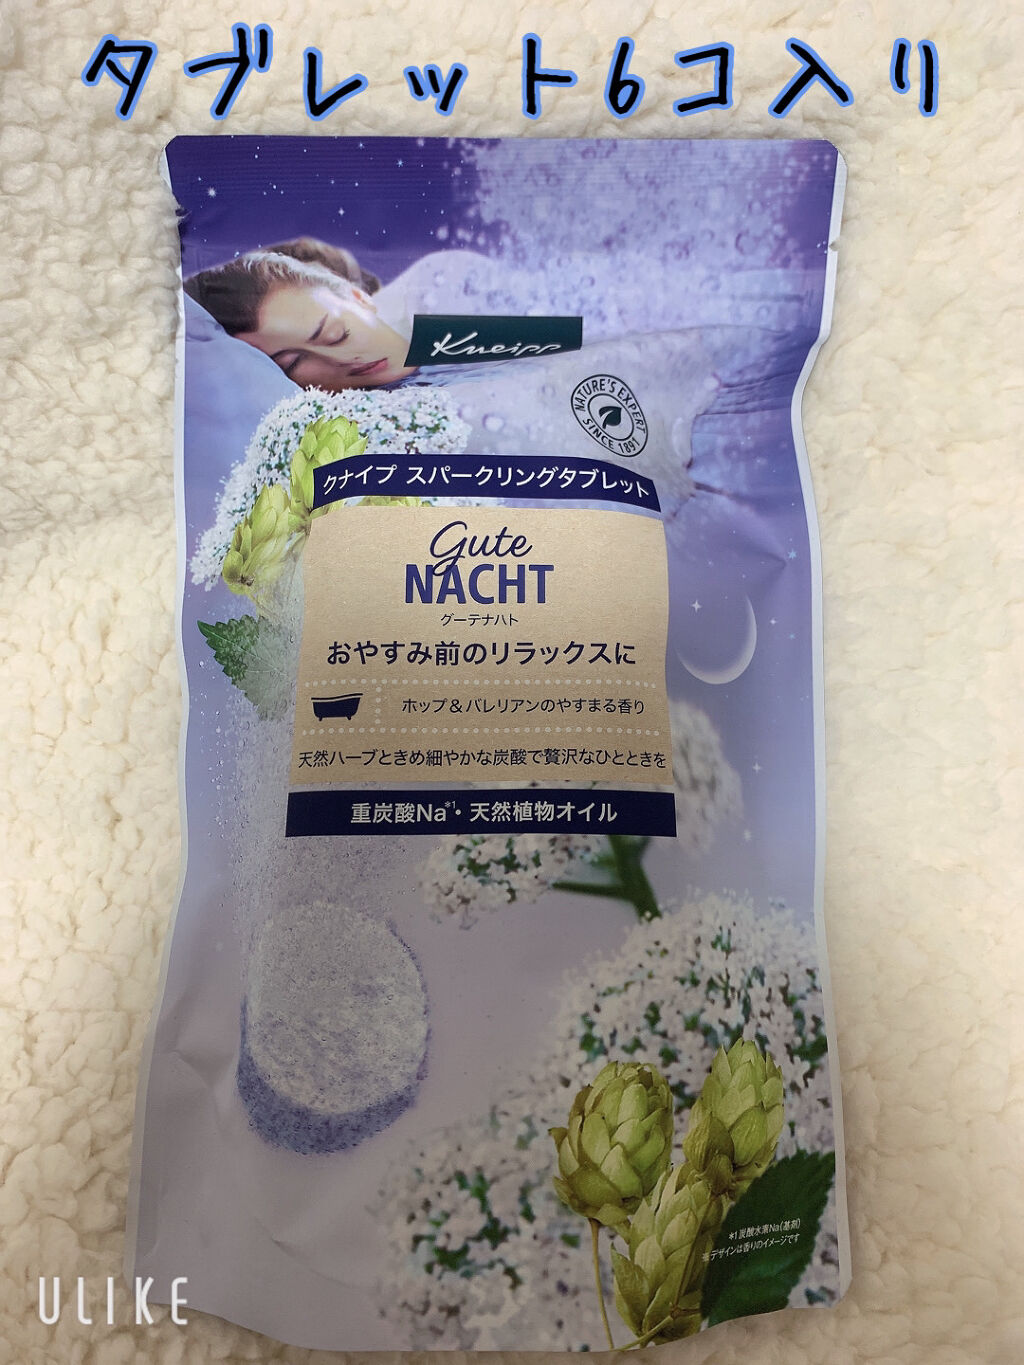 タブレット6コ入り
Kneipp
NATURE'S EXPERT
SINCE 1891
クナイプ スパークリングタブレット
Gute
NACHT
グーテナハト
おやすみ前のリラックスに
ホップ&バレリアンのやすまる香り
天然ハーブときめ細やかな炭酸で贅沢なひとときを
重炭酸Na*1・天然植物オイル
*1 炭酸水素Na(基剤)
※デザインは香りのイメージです
ULIKE